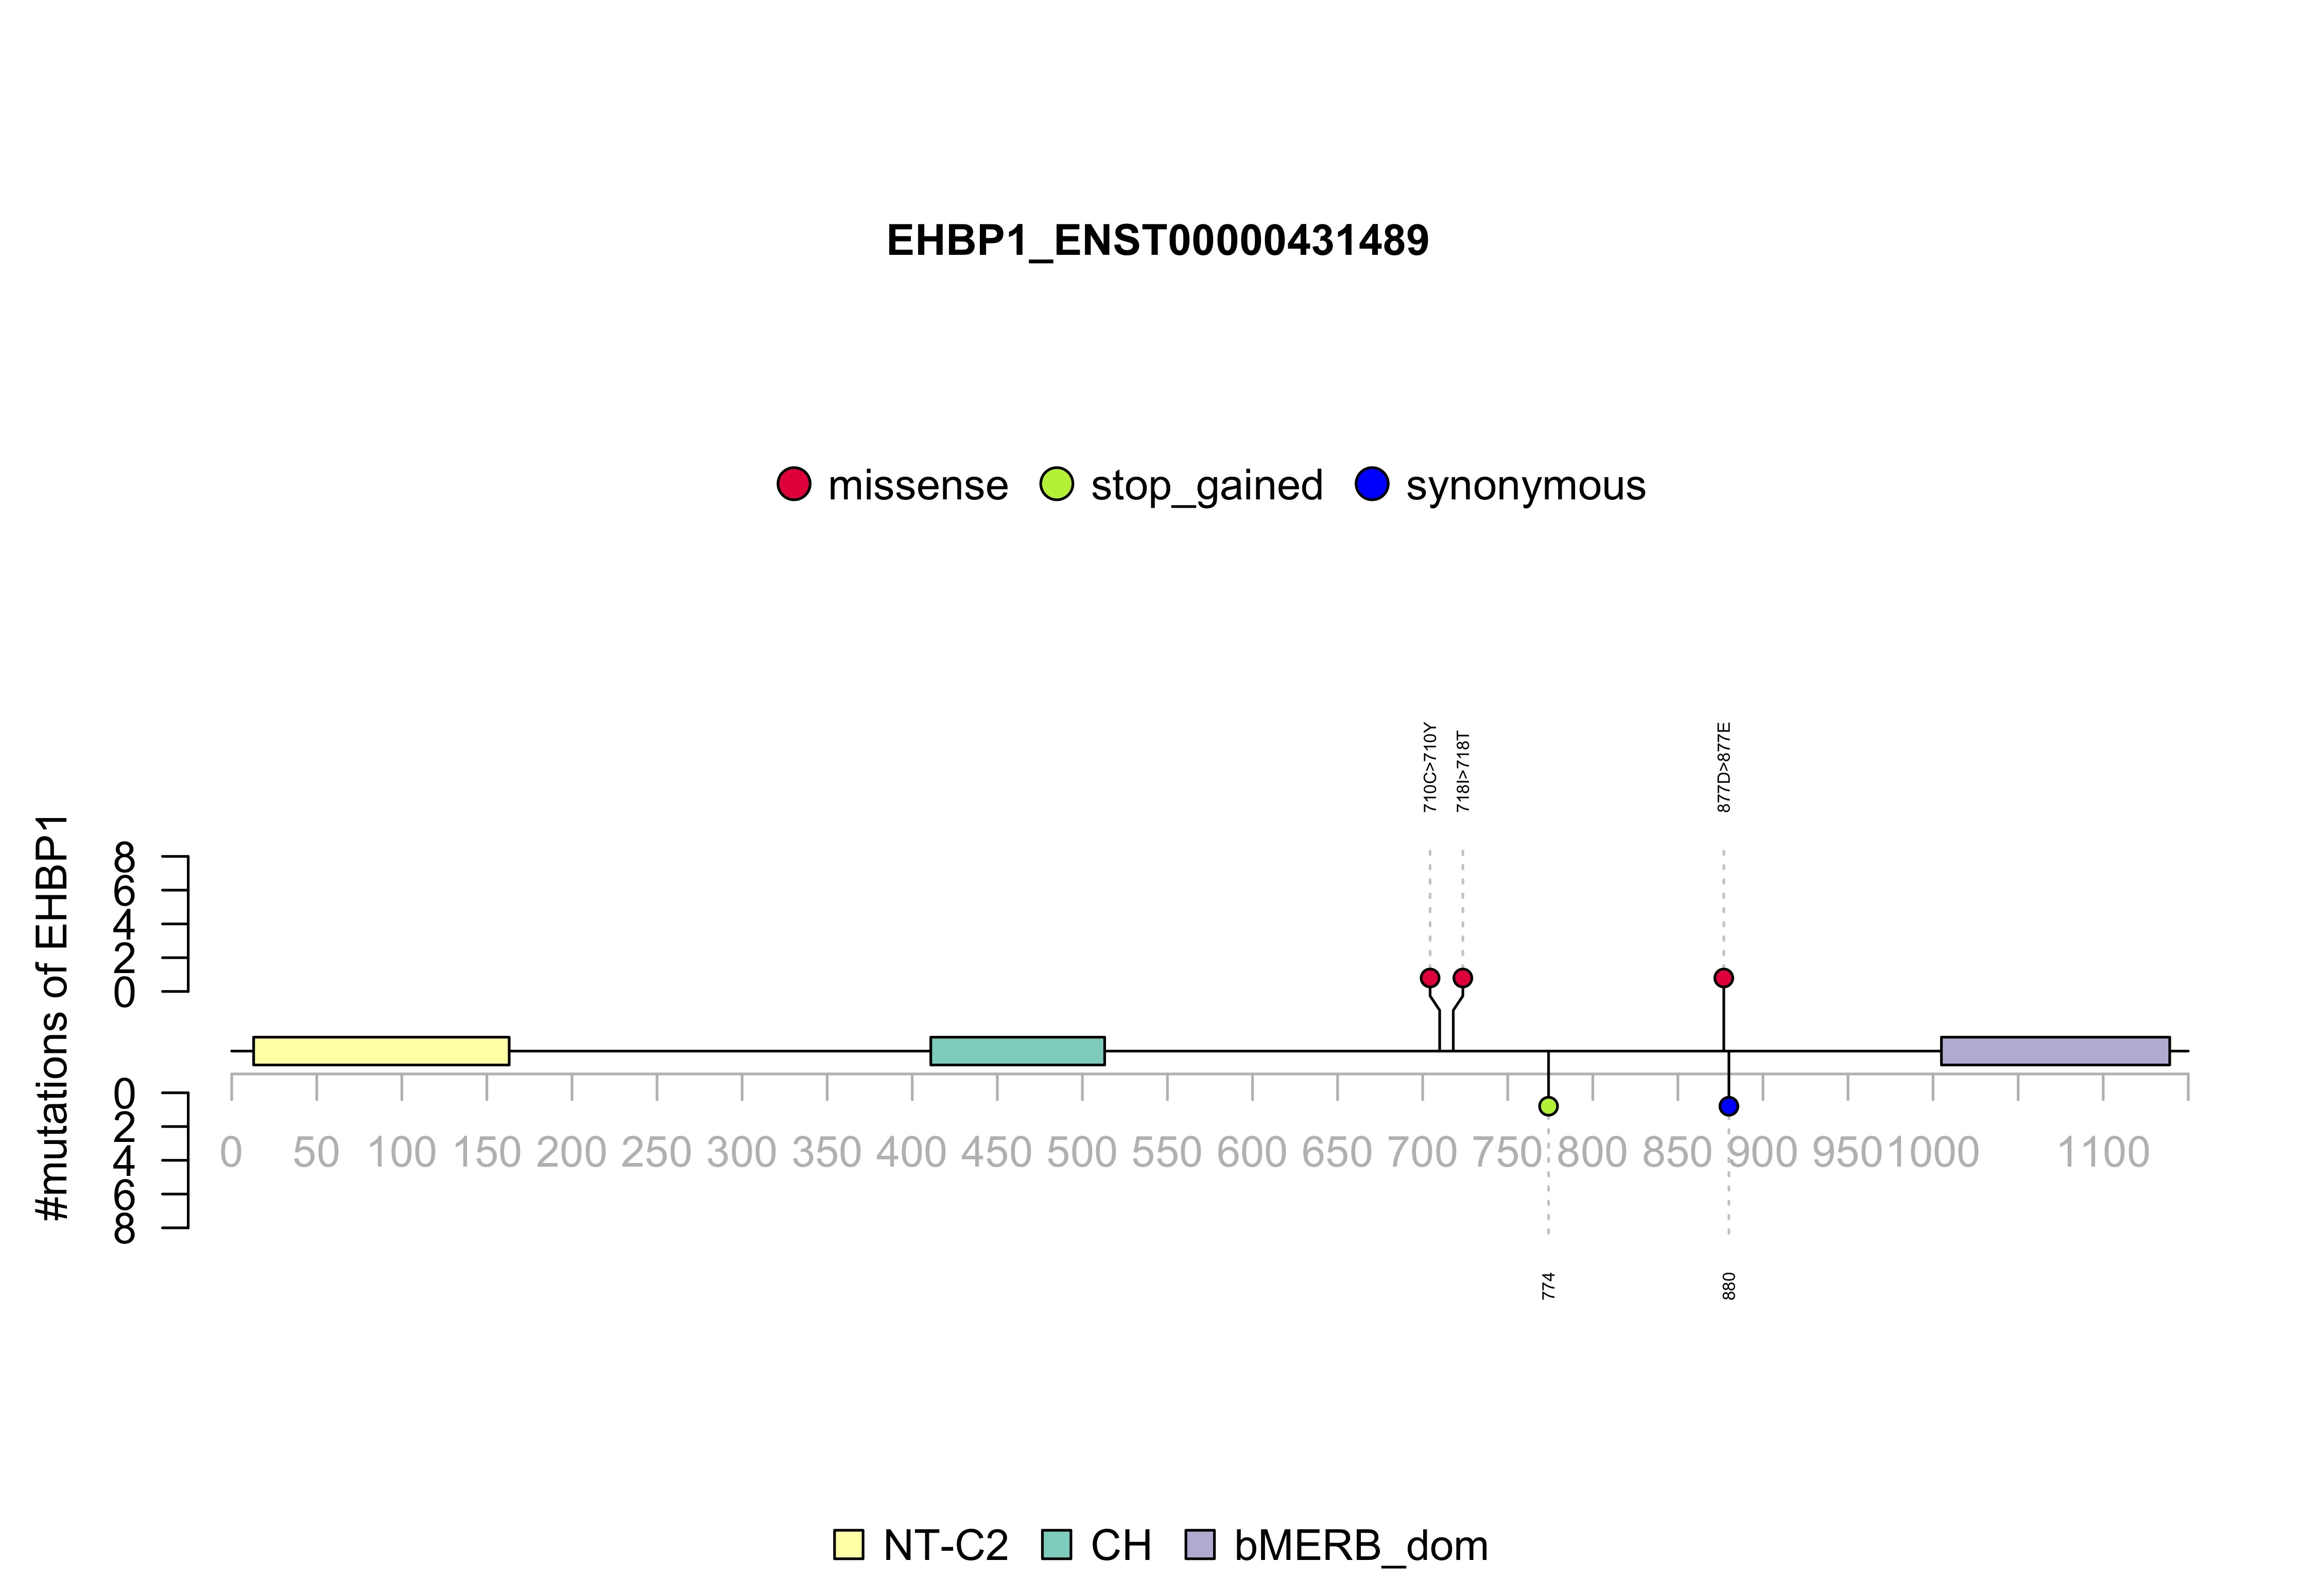 EHBP1_ENST00000431489
missense stop_gained synonymous
710C>710Y 718I>718T 877D>877E
#mutations of EHBP1
8
6
4
2
0
0
2
4
6
8
0 50 100 150 200 250 300 350 400 450 500 550 600 650 700 750 800 850 900 950 1000 1100
774 880
NT-C2 CH bMERB_dom